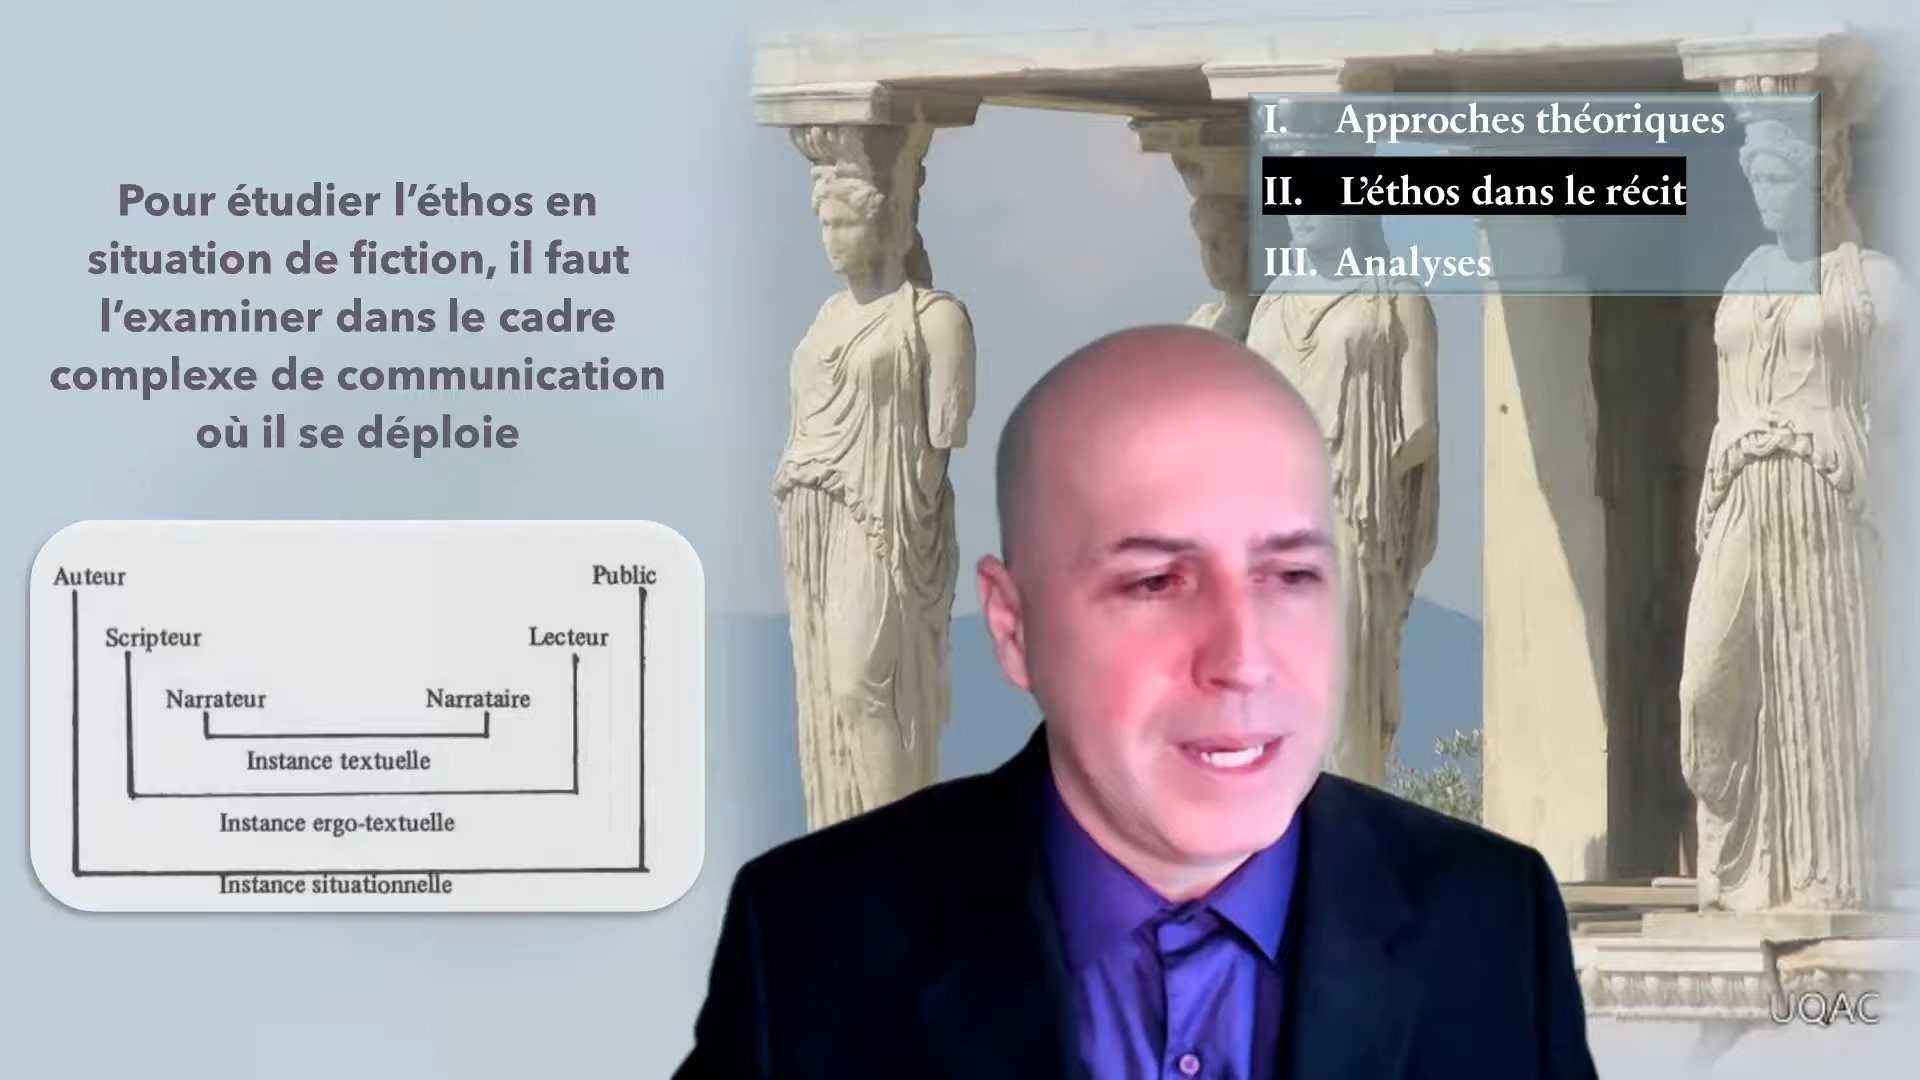 Pour étudier l’éthos en
situation de fiction, il faut
l’examiner dans le cadre
complexe de communication
où il se déploie
I. Approches théoriques
II. L’éthos dans le récit
III. Analyses
Auteur Public
Scripteur Lecteur
Narrateur Narrataire
Instance textuelle
Instance ergo-textuelle
Instance situationnelle
UQAC